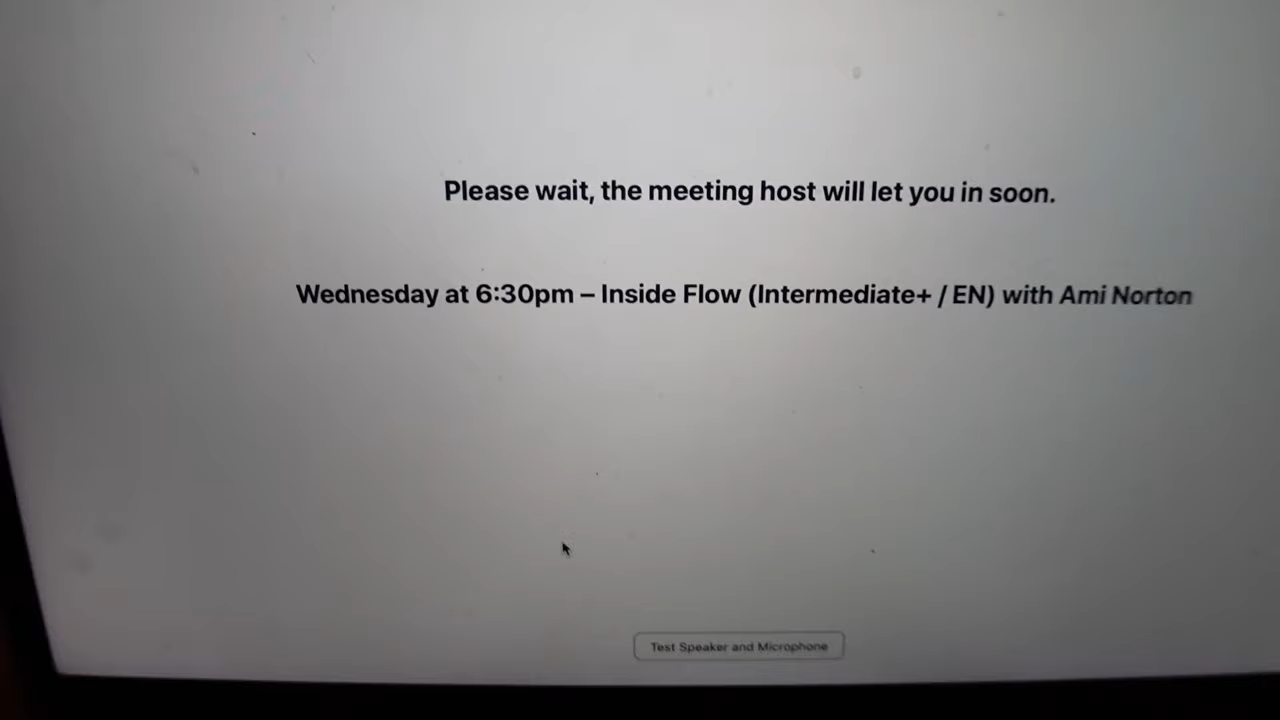 Please wait, the meeting host will let you in soon.
Wednesday at 6:30pm – Inside Flow (Intermediate+ / EN) with Ami Norton
Test Speaker and Microphone